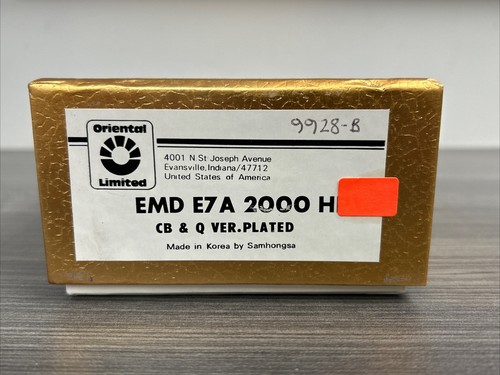 9928-B
Oriental
Limited
4001 N St Joseph Avenue
Evansville, Indiana/47712
United States of America
EMD E7A 2000 H
CB & Q VER.PLATED
Made in Korea by Samhongsa